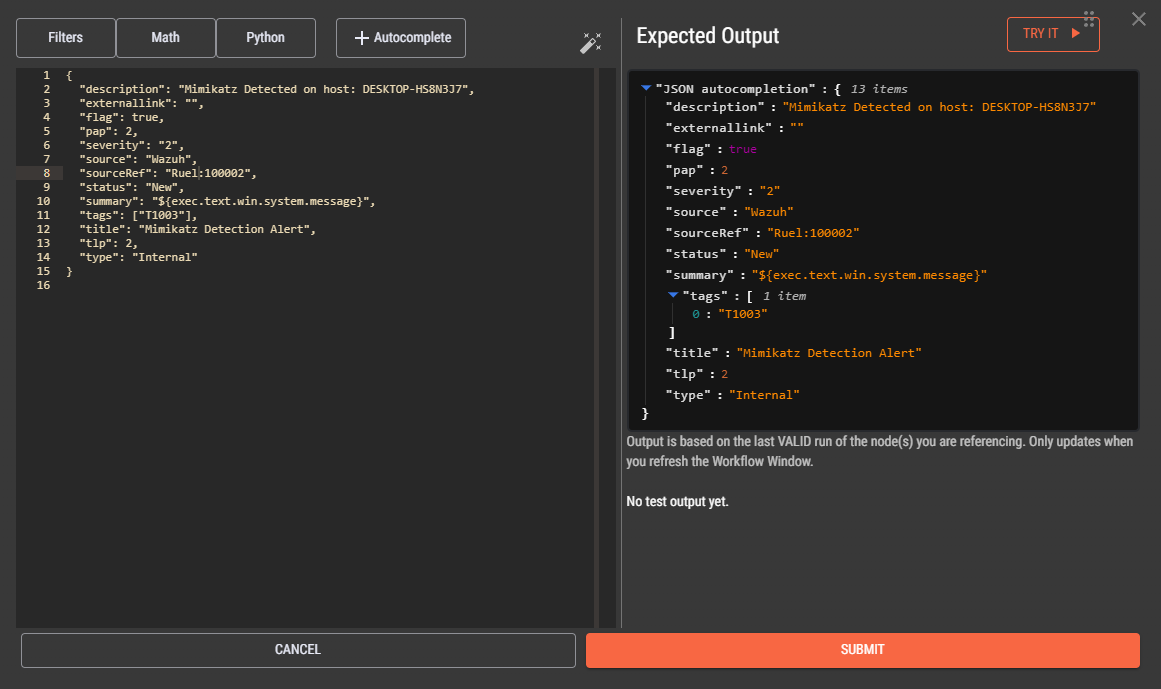 Filters
Math
Python
Autocomplete
1 {
2 "description": "Mimikatz Detected on host: DESKTOP-HS8N3J7",
3 "externallink": "",
4 "flag": true,
5 "pap": 2,
6 "severity": "2",
7 "source": "Wazuh",
8 "sourceRef": "Ruel:100002",
9 "status": "New",
10 "summary": "${exec.text.win.system.message}",
11 "tags": ["T1003"],
12 "title": "Mimikatz Detection Alert",
13 "tlp": 2,
14 "type": "Internal"
15 }
16
Expected Output
TRY IT
"JSON autocompletion" : { 13 items
"description" : "Mimikatz Detected on host: DESKTOP-HS8N3J7"
"externallink" : ""
"flag" : true
"pap" : 2
"severity" : "2"
"source" : "Wazuh"
"sourceRef" : "Ruel:100002"
"status" : "New"
"summary" : "${exec.text.win.system.message}"
"tags" : [ 1 item
0 : "T1003"
]
"title" : "Mimikatz Detection Alert"
"tlp" : 2
"type" : "Internal"
}
Output is based on the last VALID run of the node(s) you are referencing. Only updates when
you refresh the Workflow Window.
No test output yet.
CANCEL
SUBMIT